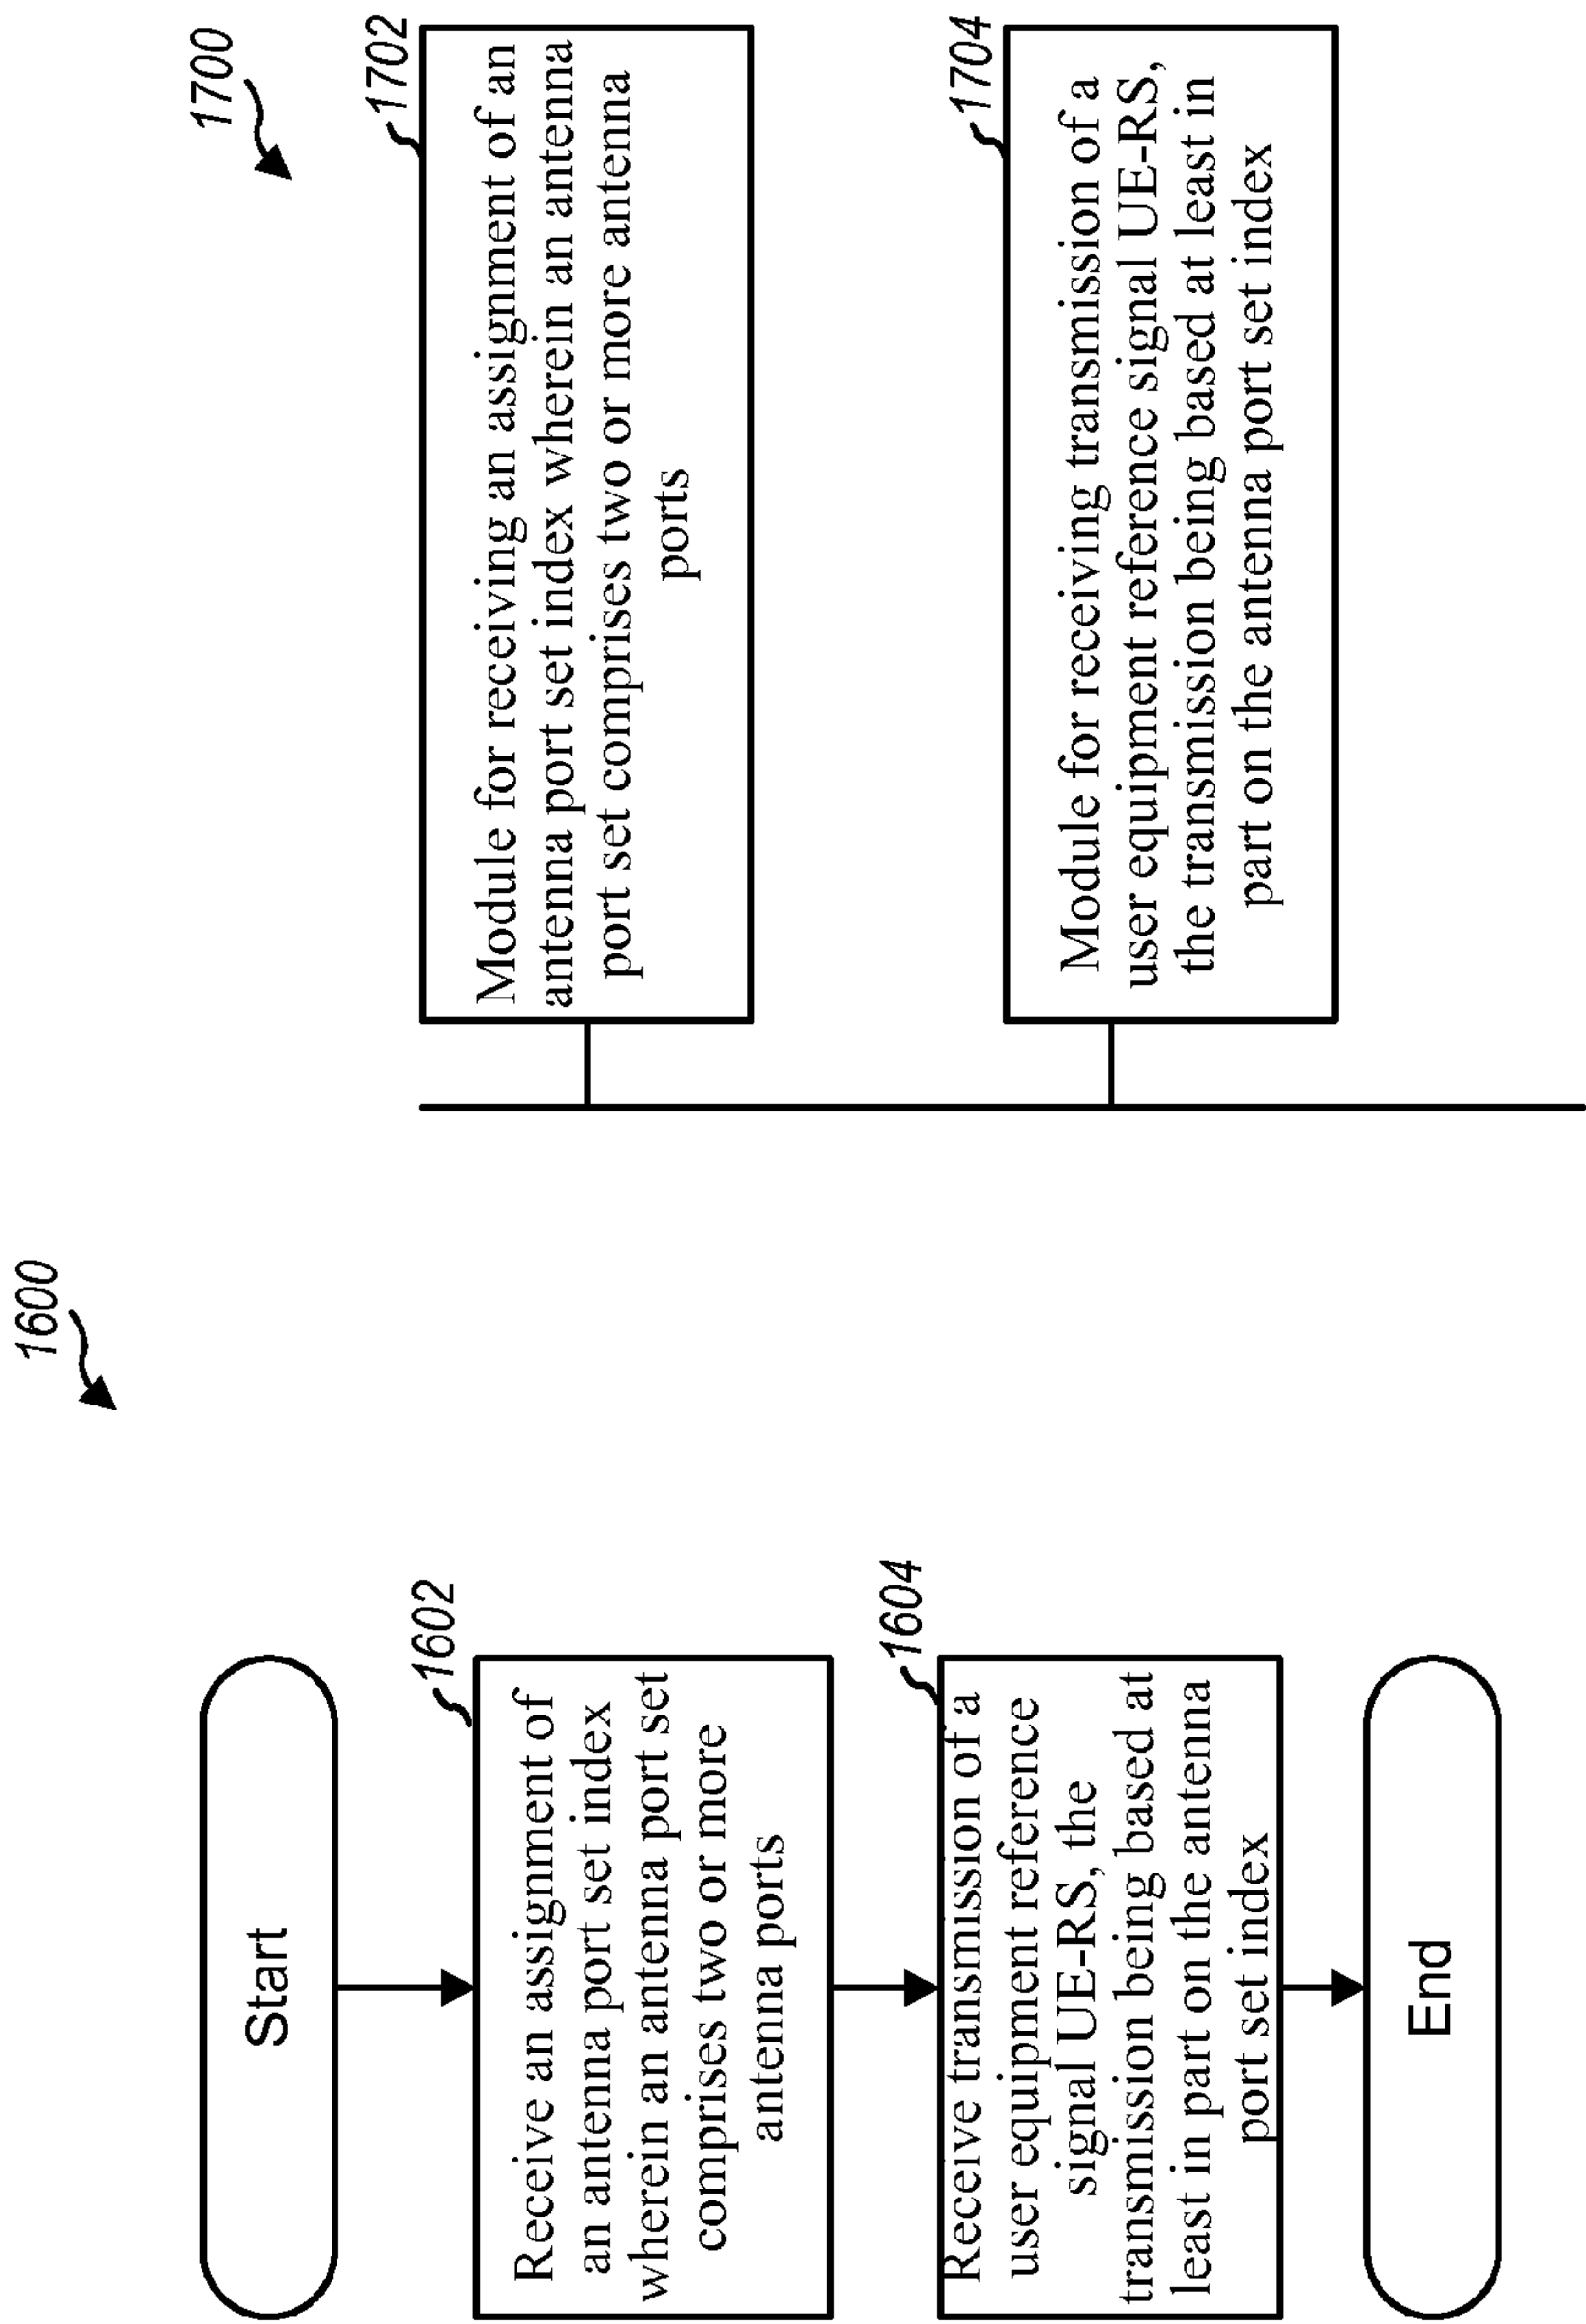 1600
Start
1602
Receive an assignment of
an antenna port set index
wherein an antenna port set
comprises two or more
antenna ports
1604
Receive transmission of a
user equipment reference
signal UE-RS, the
transmission being based at
least in part on the antenna
port set index
End
1700
1702
Module for receiving an assignment of an
antenna port set index wherein an antenna
port set comprises two or more antenna
ports
1704
Module for receiving transmission of a
user equipment reference signal UE-RS,
the transmission being based at least in
part on the antenna port set index